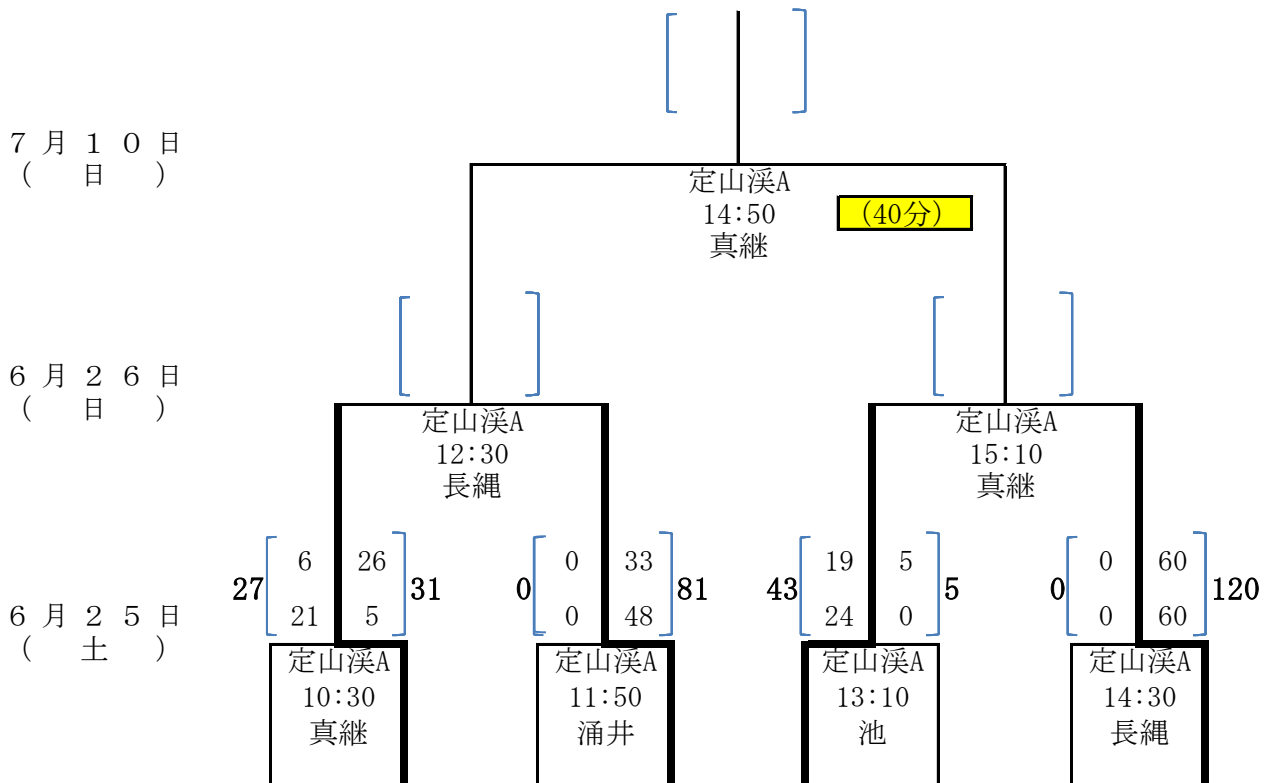 ７月１０日
(　日　)
定山渓A
14:50
真継
(40分)
６月２６日
(　日　)
定山渓A
12:30
長縄
定山渓A
15:10
真継
６月２５日
(　土　)
27 6 26 31
21 5
0 0 33 81
0 48
43 19 5 5
24 0
0 0 60 120
0 60
定山渓A
10:30
真継
定山渓A
11:50
涌井
定山渓A
13:10
池
定山渓A
14:30
長縄